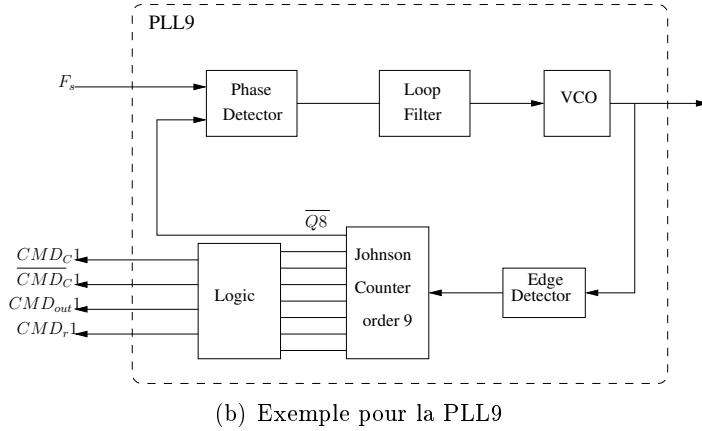 PLL9
F_s
Phase
Detector
Loop
Filter
VCO
Q8
Johnson
Counter
order 9
Edge
Detector
Logic
CMD_C1
CMD_C1
CMD_out1
CMD_r1
(b) Exemple pour la PLL9